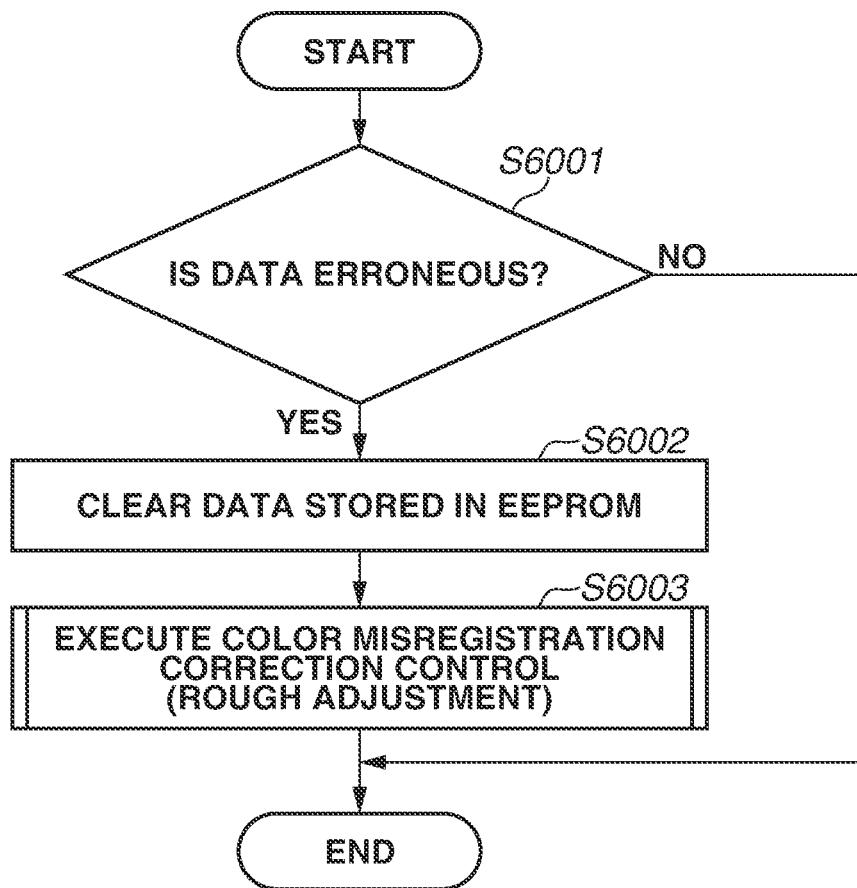 START
S6001
IS DATA ERRONEOUS?
NO
YES
S6002
CLEAR DATA STORED IN EEPROM
S6003
EXECUTE COLOR MISREGISTRATION
CORRECTION CONTROL
(ROUGH ADJUSTMENT)
END